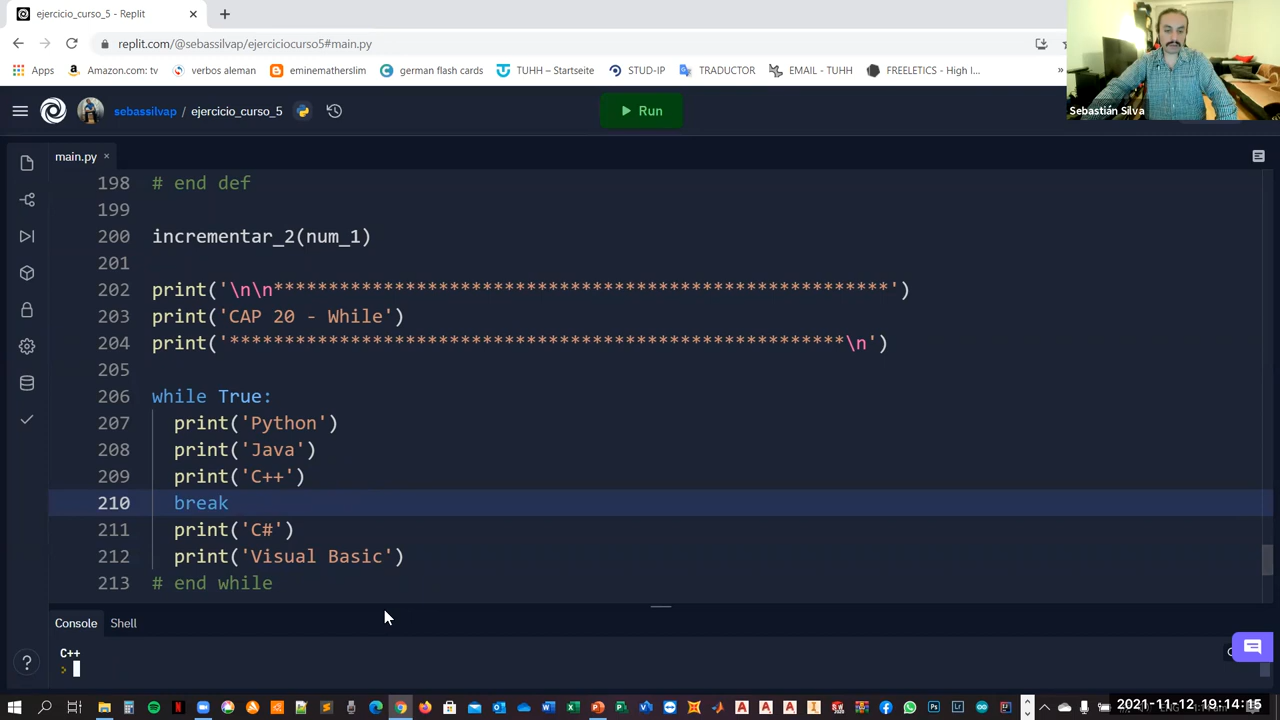 ejercicio_curso_5 - Replit
replit.com/@sebassilvap/ejerciciocurso5#main.py
Apps Amazon.com: tv verbos aleman eminematherslim german flash cards TUHH – Startseite STUD-IP TRADUCTOR EMAIL - TUHH FREELETICS - High I...
Sebastián Silva
sebassilvap / ejercicio_curso_5
Run
main.py
198 # end def
199
200 incrementar_2(num_1)
201
202 print('\n\n********************************************************')
203 print('CAP 20 - While')
204 print('********************************************************\n')
205
206 while True:
207 print('Python')
208 print('Java')
209 print('C++')
210 break
211 print('C#')
212 print('Visual Basic')
213 # end while
Console Shell
C++
>
2021-11-12 19:14:15